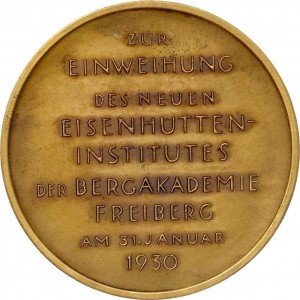 ZUR
EINWEIHUNG
DES NEUEN
EISENHÜTTEN-
INSTITUTES
DER BERGAKADEMIE
FREIBERG
AM 31. JANUAR
1930